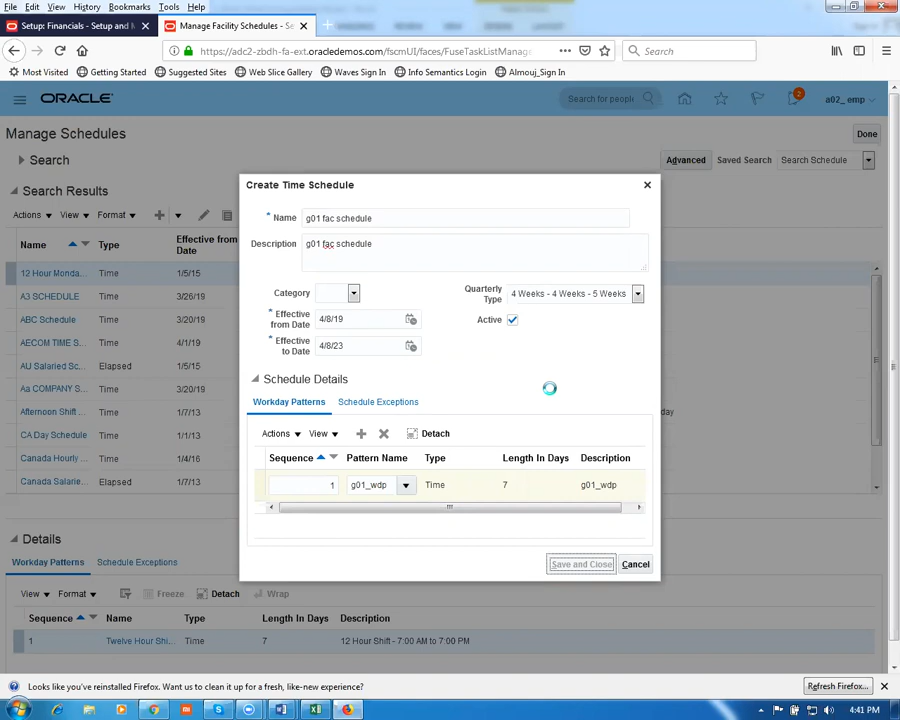 File Edit View History Bookmarks Tools Help
Setup: Financials - Setup and M × Manage Facility Schedules - Se ×
https://adc2-zbdh-fa-ext.oracledemos.com/fscmUI/faces/FuseTaskListManag Search
Most Visited Getting Started Suggested Sites Web Slice Gallery Waves Sign In Info Semantics Login Almouj_Sign In
ORACLE Search for people 2 a02_ emp
Manage Schedules Done
Search Advanced Saved Search Search Schedule
Search Results
Actions View Format
Name Type Effective from Date
12 Hour Monda... Time 1/5/15
A3 SCHEDULE Time 3/26/19
ABC Schedule Time 3/20/19
AECOM TIME S... Time 4/1/19
AU Salaried Sc... Elapsed 1/5/15
Aa COMPANY S... Time 3/20/19
Afternoon Shift ... Time 1/7/13
CA Day Schedule Time 1/4/16
Canada Hourly ... Time 1/4/16
Canada Salarie... Elapsed 1/7/13
Create Time Schedule
* Name g01 fac schedule
Description g01 fac schedule
Category
Quarterly Type 4 Weeks - 4 Weeks - 5 Weeks
* Effective from Date 4/8/19
Active
* Effective to Date 4/8/23
Schedule Details
Workday Patterns Schedule Exceptions
Actions View Detach
Sequence Pattern Name Type Length In Days Description
1 g01_wdp Time 7 g01_wdp
Save and Close Cancel
Details
Workday Patterns Schedule Exceptions
View Format Freeze Detach Wrap
Sequence Name Type Length In Days Description
1 Twelve Hour Shi... Time 7 12 Hour Shift - 7:00 AM to 7:00 PM
Looks like you've reinstalled Firefox. Want us to clean it up for a fresh, like-new experience? Refresh Firefox...
4:41 PM